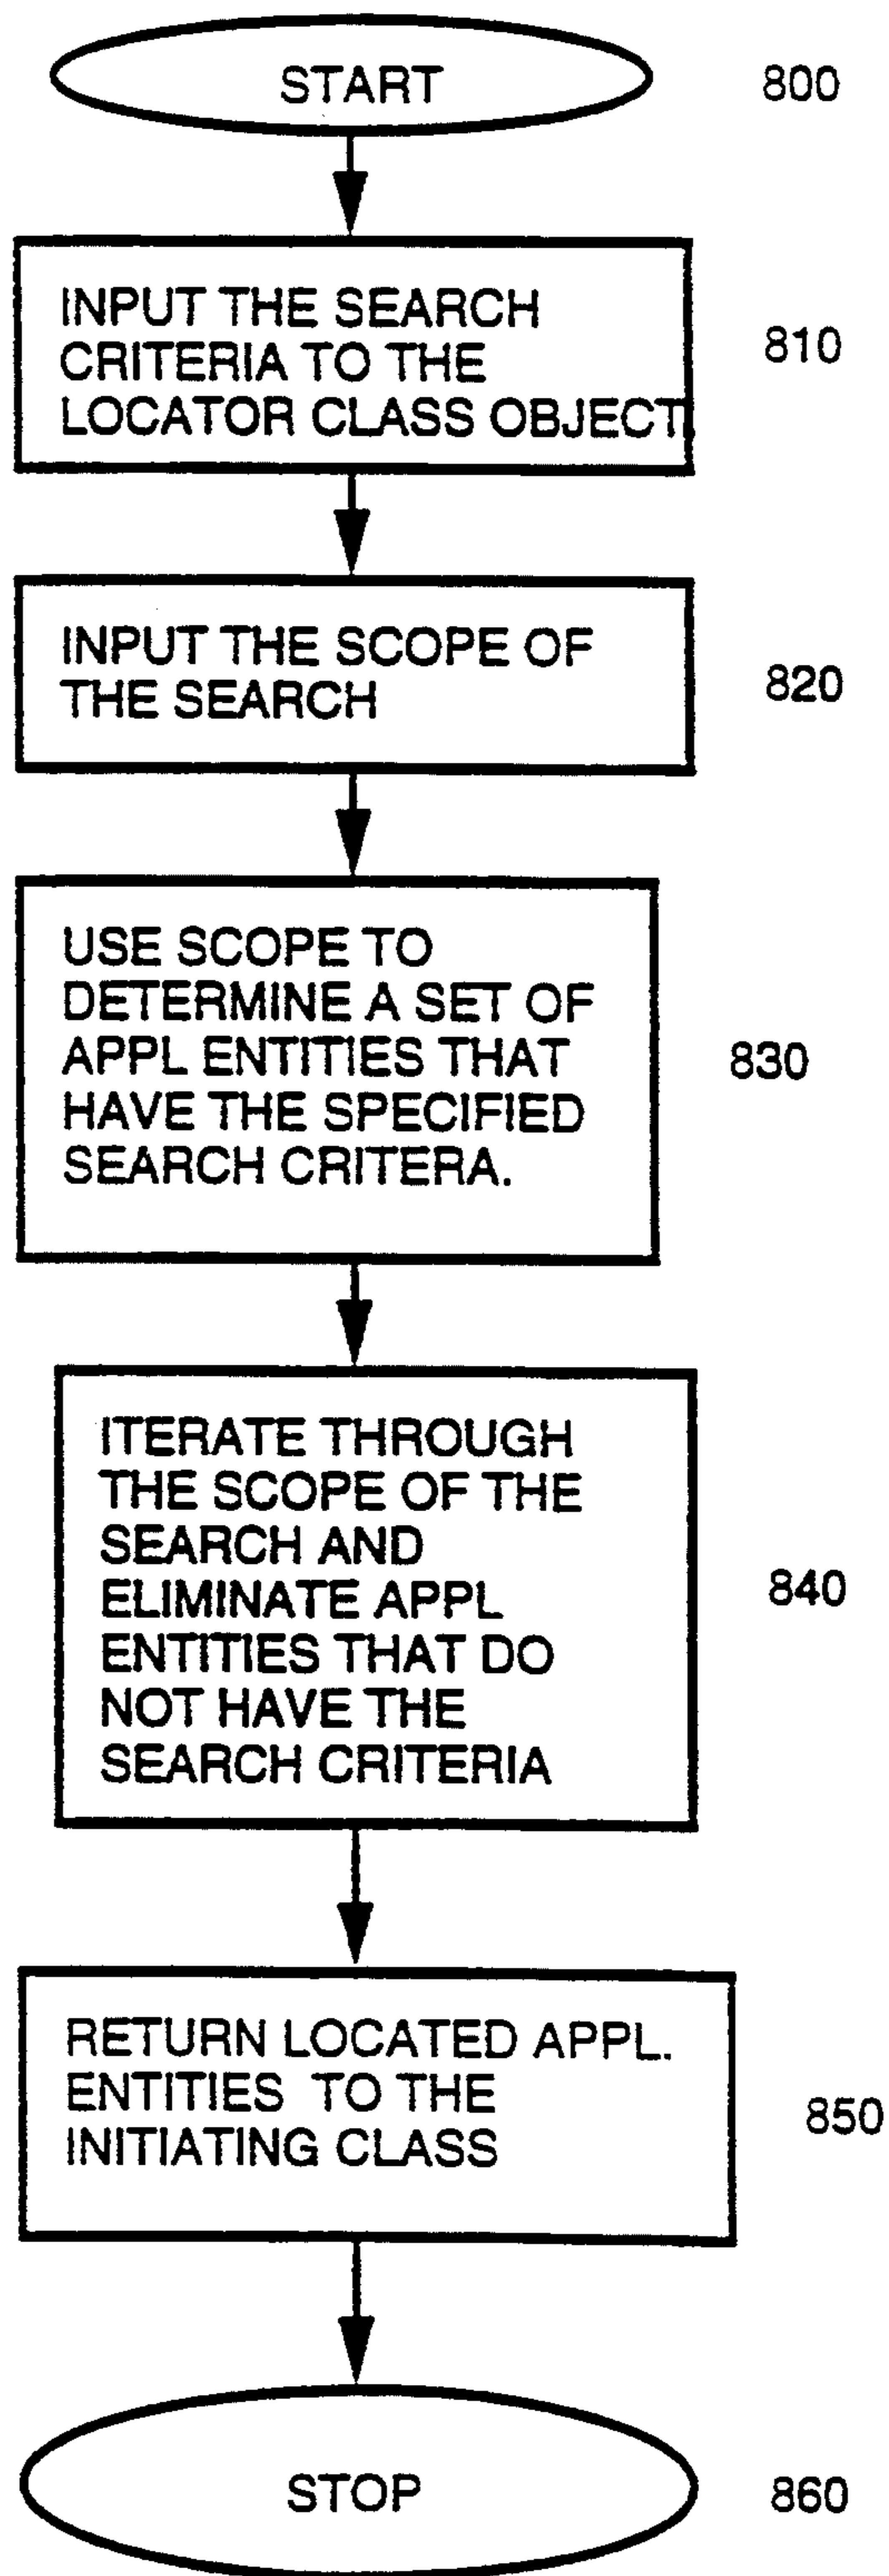 START
800
INPUT THE SEARCH
CRITERIA TO THE
LOCATOR CLASS OBJECT
810
INPUT THE SCOPE OF
THE SEARCH
820
USE SCOPE TO
DETERMINE A SET OF
APPL ENTITIES THAT
HAVE THE SPECIFIED
SEARCH CRITERA.
830
ITERATE THROUGH
THE SCOPE OF THE
SEARCH AND
ELIMINATE APPL
ENTITIES THAT DO
NOT HAVE THE
SEARCH CRITERIA
840
RETURN LOCATED APPL.
ENTITIES TO THE
INITIATING CLASS
850
STOP
860